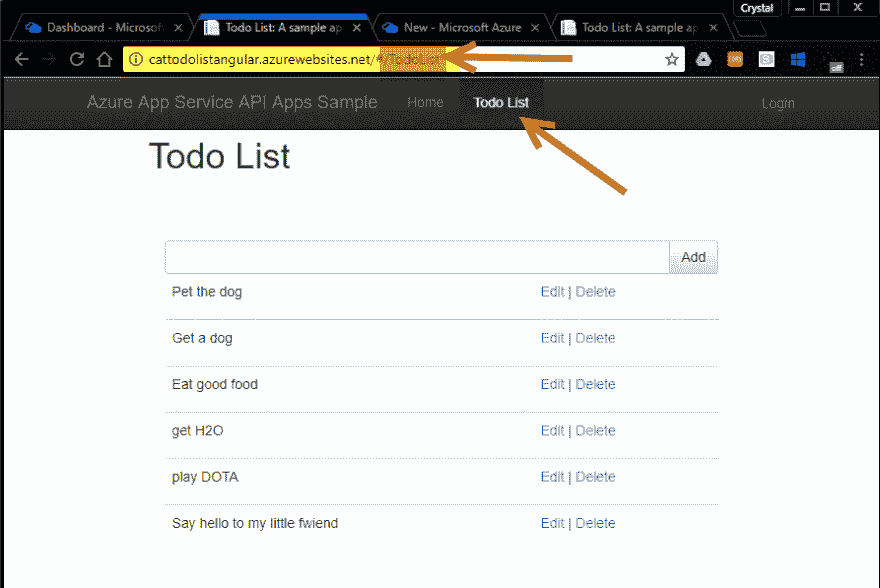 Crystal
Dashboard - Microsof
Todo List: A sample ap
New - Microsoft Azure
Todo List: A sample ap
cattodolistangular.azurewebsites.net/
Azure App Service API Apps Sample Home Todo List Login
Todo List
Add
Pet the dog Edit | Delete
Get a dog Edit | Delete
Eat good food Edit | Delete
get H2O Edit | Delete
play DOTA Edit | Delete
Say hello to my little fwiend Edit | Delete